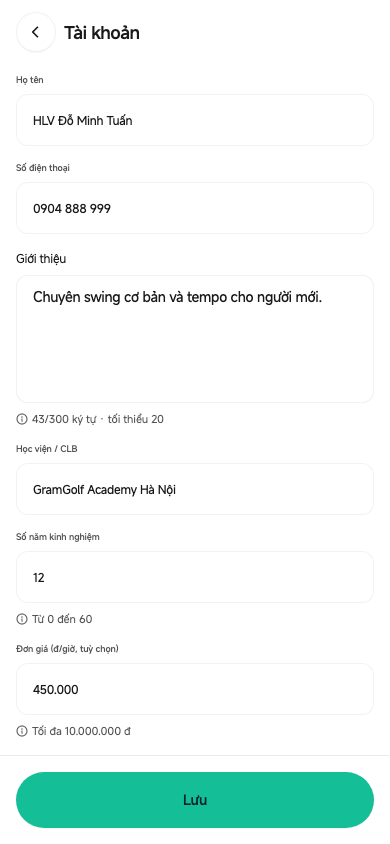 Tài khoản
Họ tên
HLV Đỗ Minh Tuấn
Số điện thoại
0904 888 999
Giới thiệu
Chuyên swing cơ bản và tempo cho người mới.
43/300 ký tự · tối thiểu 20
Học viện / CLB
GramGolf Academy Hà Nội
Số năm kinh nghiệm
12
Từ 0 đến 60
Đơn giá (đ/giờ, tuỳ chọn)
450.000
Tối đa 10.000.000 đ
Lưu